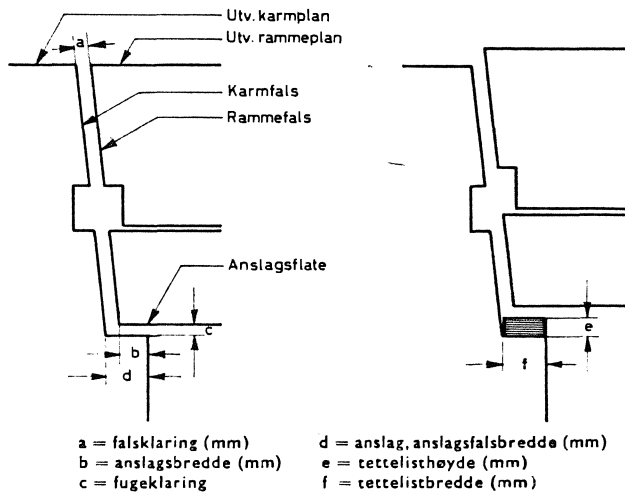 Utv. karmplan
Utv. rammeplan
a
Karmfals
Rammefals
Anslagsflate
c
b
d
e
f
a = falsklaring (mm)
b = anslagsbredde (mm)
c = fugeklaring
d = anslag, anslagsfalsbredde (mm)
e = tettelisthøyde (mm)
f = tettelistbredde (mm)